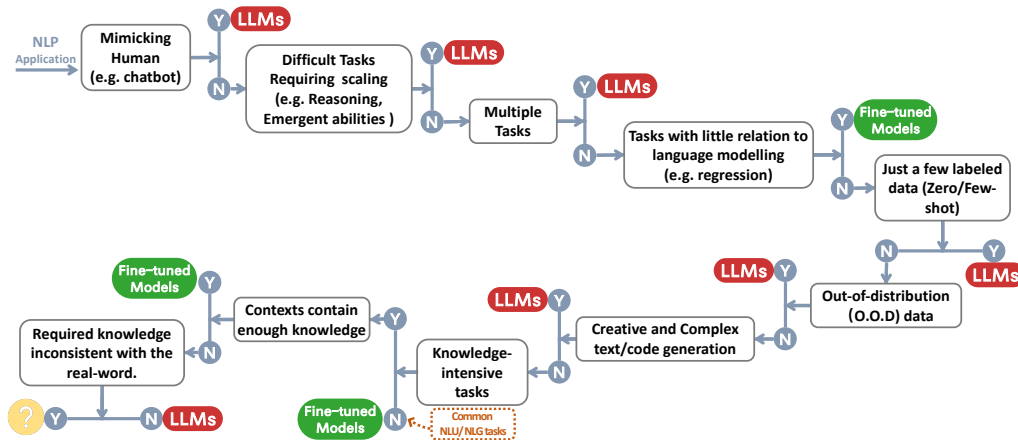 NLP
Application
Mimicking
Human
(e.g. chatbot)
Y
LLMs
N
Difficult Tasks
Requiring scaling
(e.g. Reasoning,
Emergent abilities )
Y
LLMs
N
Multiple
Tasks
Y
LLMs
N
Tasks with little relation to
language modelling
(e.g. regression)
Y
Fine-tuned
Models
N
Just a few labeled
data (Zero/Few-
shot)
N
Y
LLMs
Out-of-distribution
(O.O.D) data
Y
LLMs
N
Creative and Complex
text/code generation
Y
LLMs
N
Knowledge-
intensive
tasks
Y
N
Fine-tuned
Models
Common
NLU/ NLG tasks
Contexts contain
enough knowledge
Y
Fine-tuned
Models
N
Required knowledge
inconsistent with the
real-word.
?
Y
N
LLMs